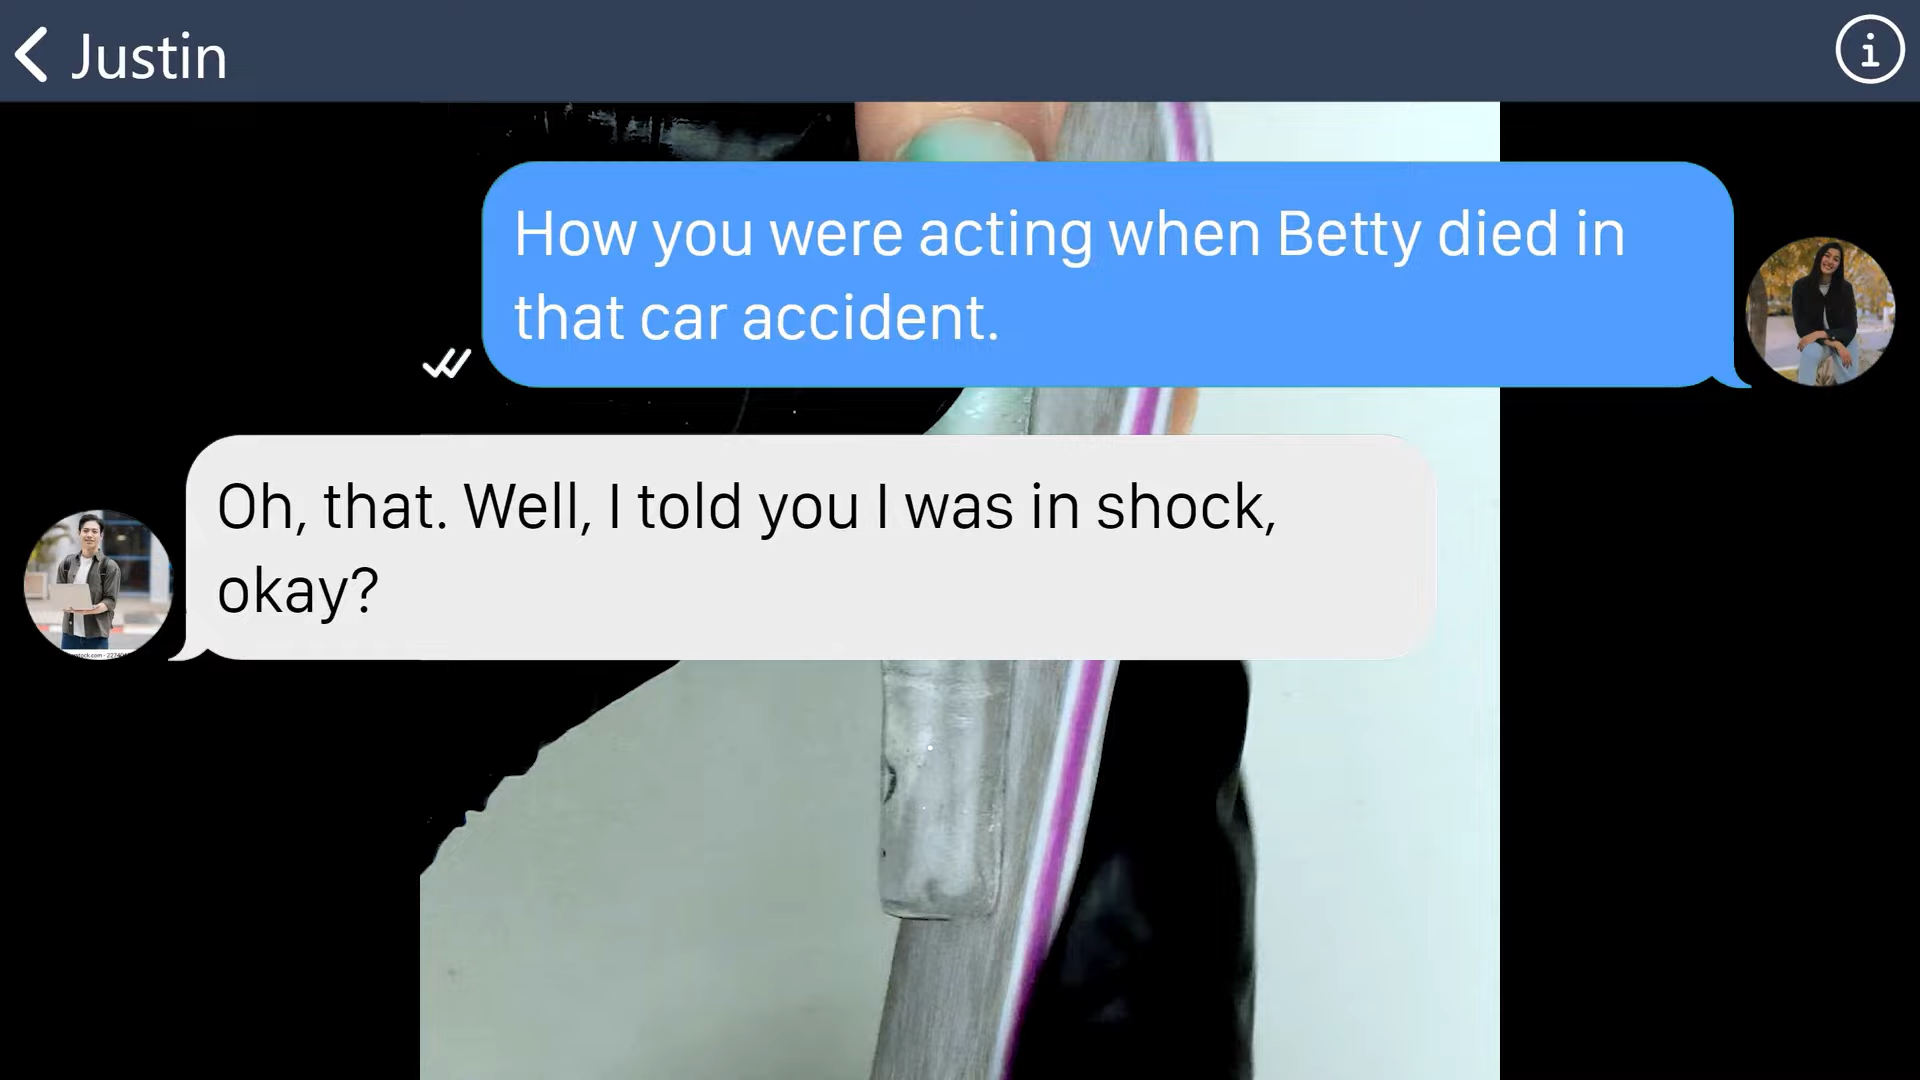 Justin
How you were acting when Betty died in
that car accident.
Oh, that. Well, I told you I was in shock,
okay?